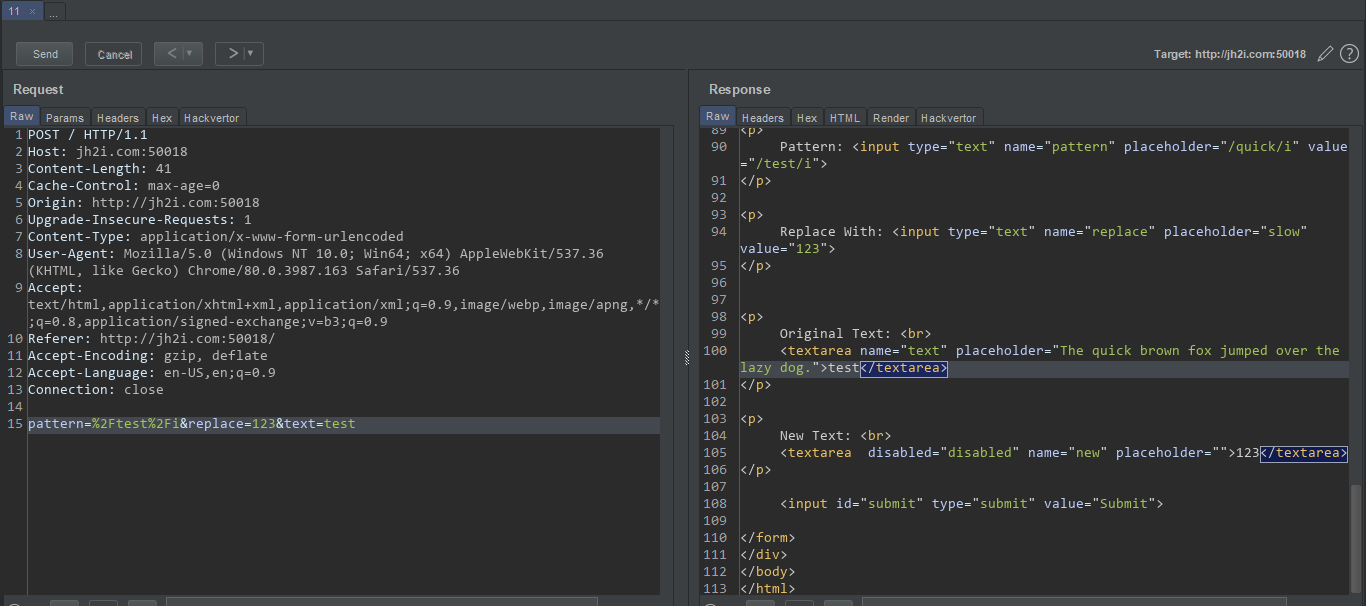 11 ×
...
Send
Cancel
< ▾
> ▾
Target: http://jh2i.com:50018
?
Request
Raw
Params
Headers
Hex
Hackvertor
1 POST / HTTP/1.1
2 Host: jh2i.com:50018
3 Content-Length: 41
4 Cache-Control: max-age=0
5 Origin: http://jh2i.com:50018
6 Upgrade-Insecure-Requests: 1
7 Content-Type: application/x-www-form-urlencoded
8 User-Agent: Mozilla/5.0 (Windows NT 10.0; Win64; x64) AppleWebKit/537.36
(KHTML, like Gecko) Chrome/80.0.3987.163 Safari/537.36
9 Accept:
text/html,application/xhtml+xml,application/xml;q=0.9,image/webp,image/apng,*/*
;q=0.8,application/signed-exchange;v=b3;q=0.9
10 Referer: http://jh2i.com:50018/
11 Accept-Encoding: gzip, deflate
12 Accept-Language: en-US,en;q=0.9
13 Connection: close
14
15 pattern=%2Ftest%2Fi&replace=123&text=test
Response
Raw
Headers
Hex
HTML
Render
Hackvertor
89 <p>
90 Pattern: <input type="text" name="pattern" placeholder="/quick/i" value
="/test/i">
91 </p>
92
93 <p>
94 Replace With: <input type="text" name="replace" placeholder="slow"
value="123">
95 </p>
96
97
98 <p>
99 Original Text: <br>
100 <textarea name="text" placeholder="The quick brown fox jumped over the
lazy dog.">test</textarea>
101 </p>
102
103 <p>
104 New Text: <br>
105 <textarea  disabled="disabled" name="new" placeholder="">123</textarea>
106 </p>
107
108 <input id="submit" type="submit" value="Submit">
109
110 </form>
111 </div>
112 </body>
113 </html>